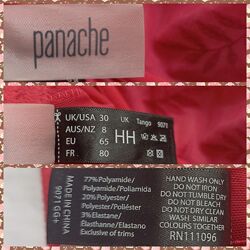 panache
UK/USA 30 UK Tango 9071
AUS/NZ 8 HH
EU 65
FR 80
MADE IN CHINA
9071 GG+
77% Polyamide
Polyamide/Poliamida
20% Polyester
Polyester/Poliéster
3% Elastane
Elasthanne/Elastano
Exclusive of trims
HAND WASH ONLY
DO NOT IRON
DO NOT TUMBLE DRY
DO NOT BLEACH
DO NOT DRY CLEAN
WASH SIMILAR
COLOURS TOGETHER
RN111096